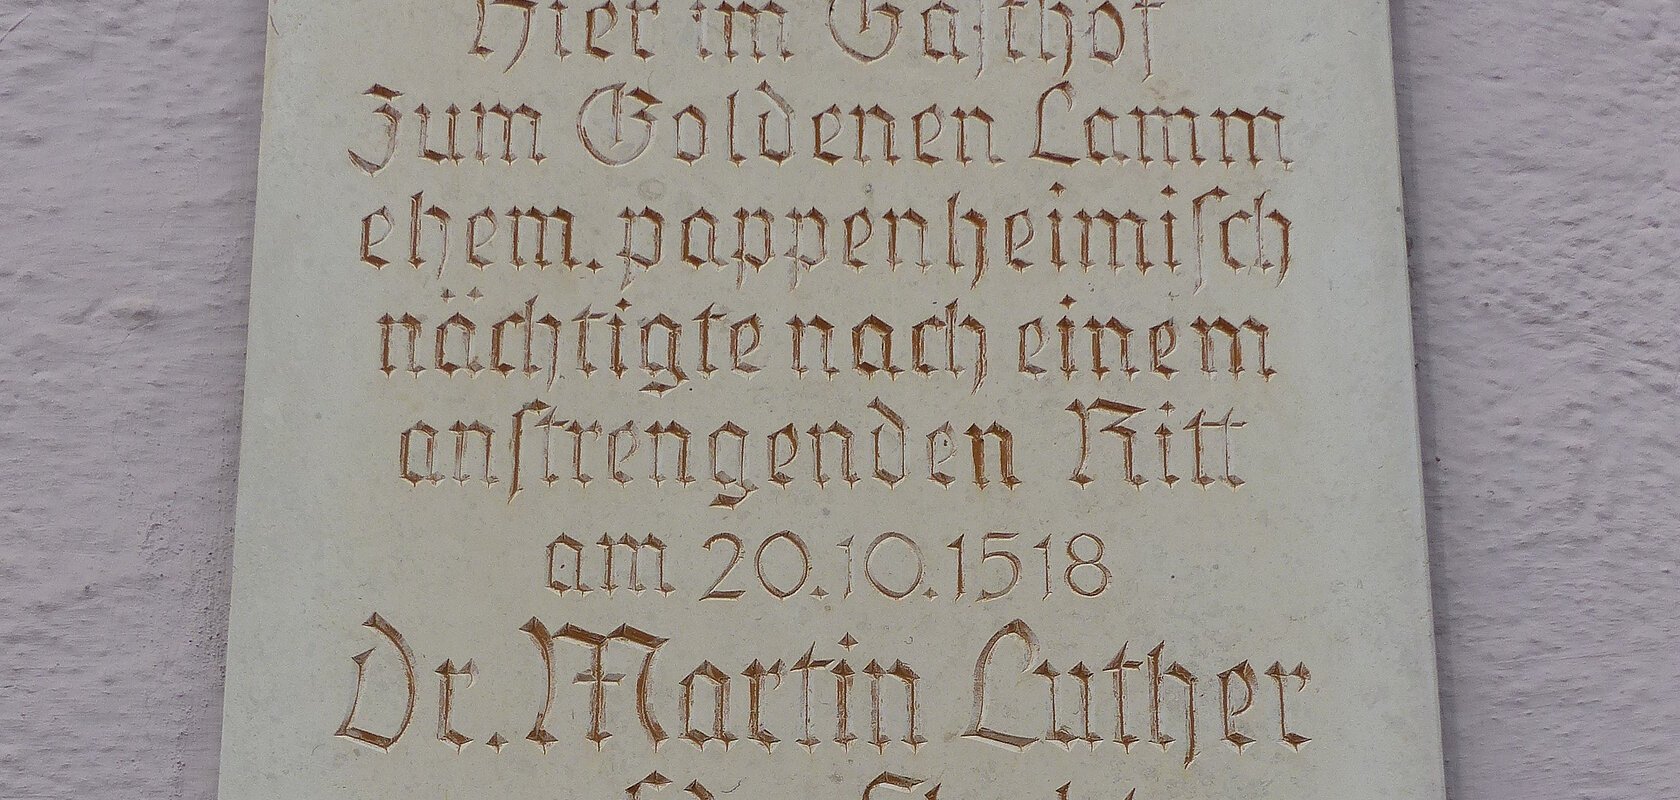 Hier im Gaſthof
zum Goldenen Lamm
ehem. pappenheimiſch
nächtigte nach einem
anſtrengenden Ritt
am 20.10.1518
Dr. Martin Luther